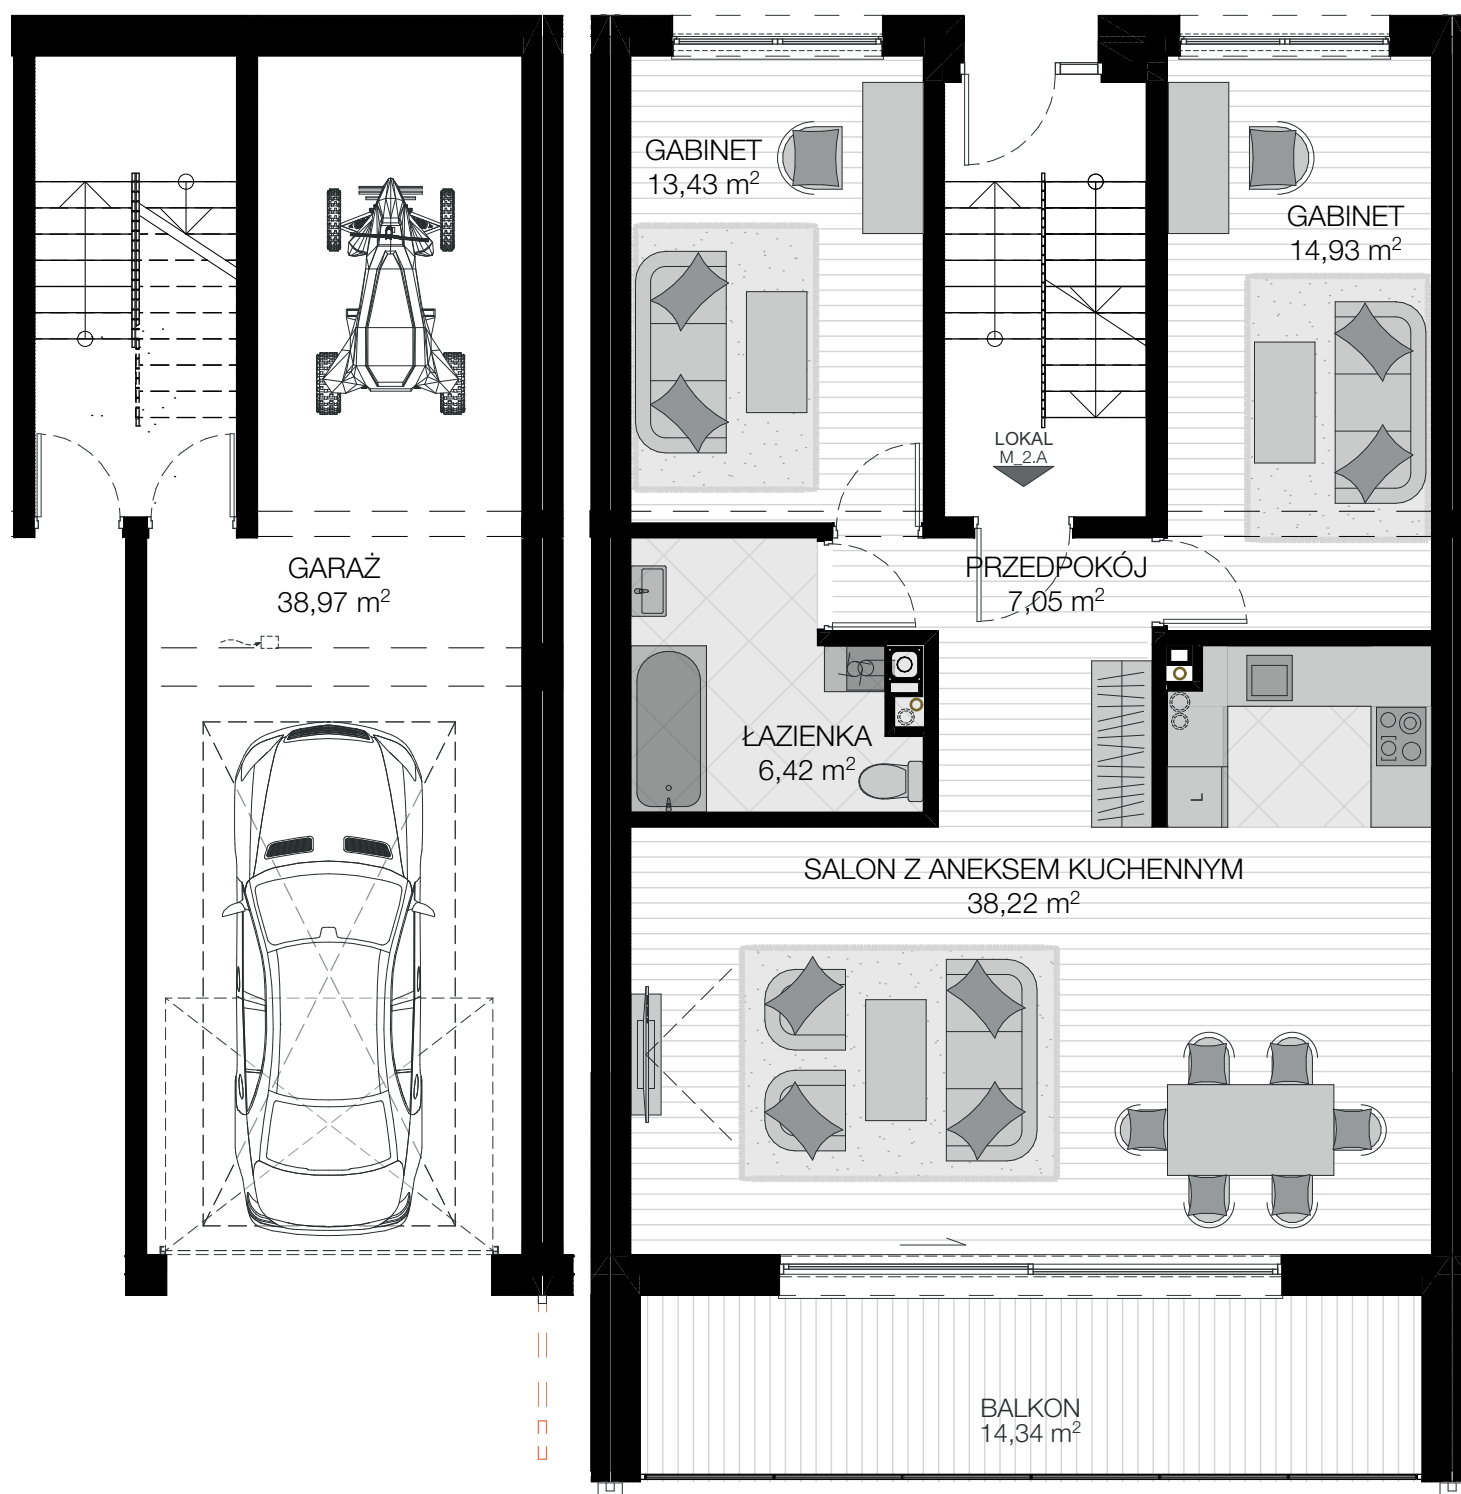 GABINET
13,43 m²
GABINET
14,93 m²
LOKAL
M_2.A
GARAŻ
38,97 m²
PRZEDPOKÓJ
7,05 m²
ŁAZIENKA
6,42 m²
L
SALON Z ANEKSEM KUCHENNYM
38,22 m²
BALKON
14,34 m²